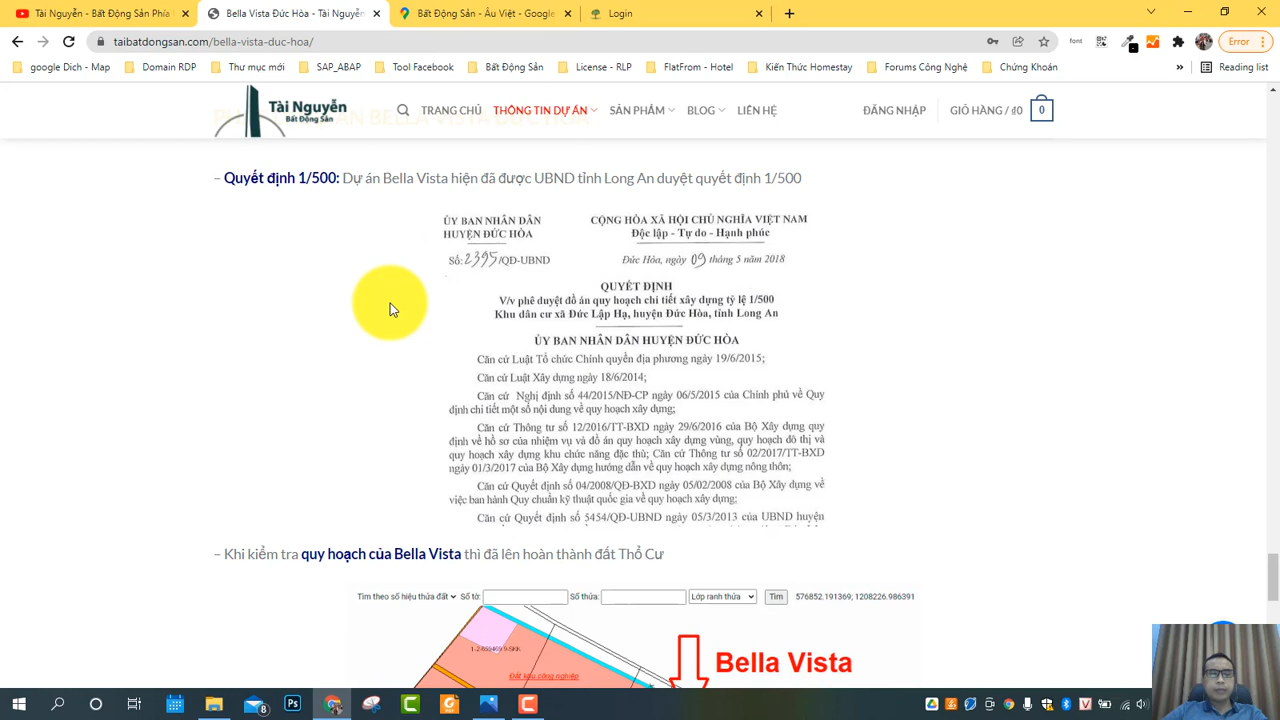 Tài Nguyên Bất Động Sản Phía
Bella Vista Đức Hòa - Tài Nguyên
Bất Động Sản - Âu Việt - Google D
Login
taibatdongsan.com/bella-vista-duc-hoa/
font
Error
google Dich - Map
Domain RDP
Thư mục mới
SAP_ABAP
Tool Facebook
Bất Động Sản
License - RLP
FlatFrom - Hotel
Kiến Thức Homestay
Forums Công Nghệ
Chứng Khoán
»
Reading list
Tài Nguyễn
Bất Động Sản
TRANG CHỦ
THÔNG TIN DỰ ÁN
SẢN PHẨM
BLOG
LIÊN HỆ
ĐĂNG NHẬP
GIỎ HÀNG / ₫0
0
– Quyết định 1/500: Dự án Bella Vista hiện đã được UBND tỉnh Long An duyệt quyết định 1/500
ỦY BAN NHÂN DÂN
HUYỆN ĐỨC HÒA
CỘNG HÒA XÃ HỘI CHỦ NGHĨA VIỆT NAM
Độc lập - Tự do - Hạnh phúc
Số: 2395/QĐ-UBND
Đức Hòa, ngày 09 tháng 5 năm 2018
QUYẾT ĐỊNH
V/v phê duyệt đồ án quy hoạch chi tiết xây dựng tỷ lệ 1/500
Khu dân cư xã Đức Lập Hạ, huyện Đức Hòa, tỉnh Long An
ỦY BAN NHÂN DÂN HUYỆN ĐỨC HÒA
Căn cứ Luật Tổ chức Chính quyền địa phương ngày 19/6/2015;
Căn cứ Luật Xây dựng ngày 18/6/2014;
Căn cứ Nghị định số 44/2015/NĐ-CP ngày 06/5/2015 của Chính phủ về Quy
định chi tiết một số nội dung về quy hoạch xây dựng;
Căn cứ Thông tư số 12/2016/TT-BXD ngày 29/6/2016 của Bộ Xây dựng quy
định về hồ sơ của nhiệm vụ và đồ án quy hoạch xây dựng vùng, quy hoạch đô thị và
quy hoạch xây dựng khu chức năng đặc thù; Căn cứ Thông tư số 02/2017/TT-BXD
ngày 01/3/2017 của Bộ Xây dựng hướng dẫn về quy hoạch xây dựng nông thôn;
Căn cứ Quyết định số 04/2008/QĐ-BXD ngày 05/02/2008 của Bộ Xây dựng về
việc ban hành Quy chuẩn kỹ thuật quốc gia về quy hoạch xây dựng;
Căn cứ Quyết định số 5454/QĐ-UBND ngày 05/3/2013 của UBND huyện
– Khi kiểm tra quy hoạch của Bella Vista thì đã lên hoàn thành đất Thổ Cư
Tìm theo số hiệu thửa đất
Số tờ:
Số thửa:
Lớp ranh thửa
Tìm
576852.191369; 1208226.986391
Đất khu công nghiệp
Bella Vista